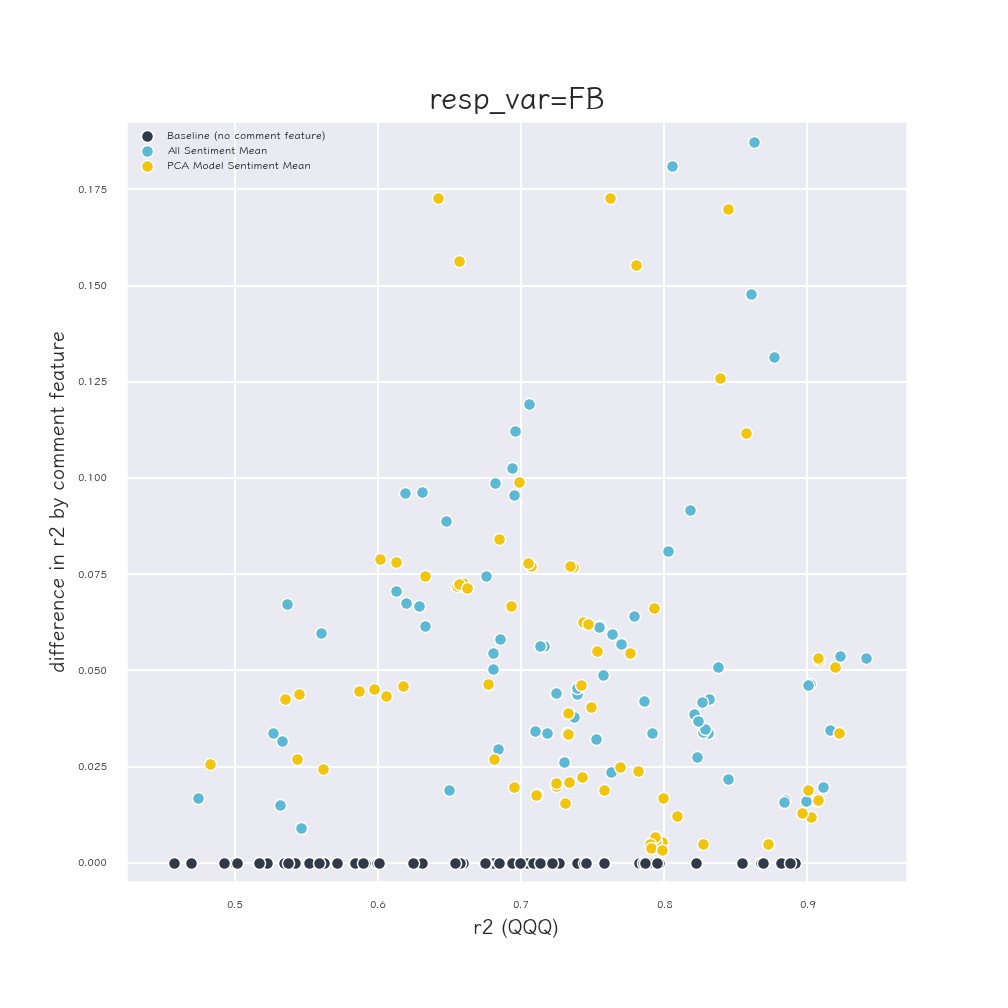 resp_var=FB
Baseline (no comment feature)
All Sentiment Mean
PCA Model Sentiment Mean
0.175
0.150
0.125
0.100
0.075
0.050
0.025
0.000
difference in r2 by comment feature
0.5 0.6 0.7 0.8 0.9
r2 (QQQ)